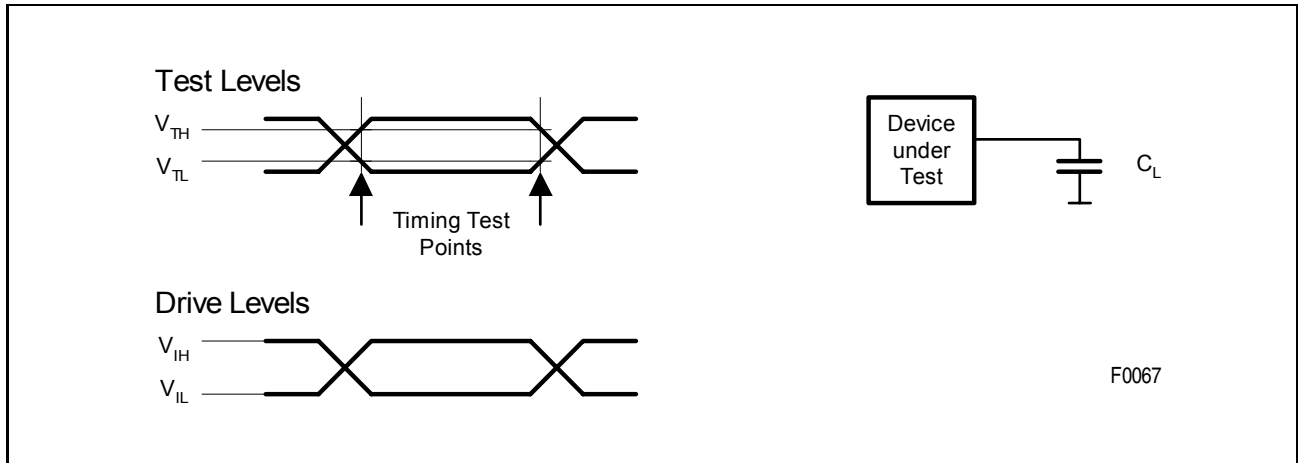 Test Levels
V_TH
V_TL
Timing Test
Points
Device
under
Test
C_L
Drive Levels
V_IH
V_IL
F0067